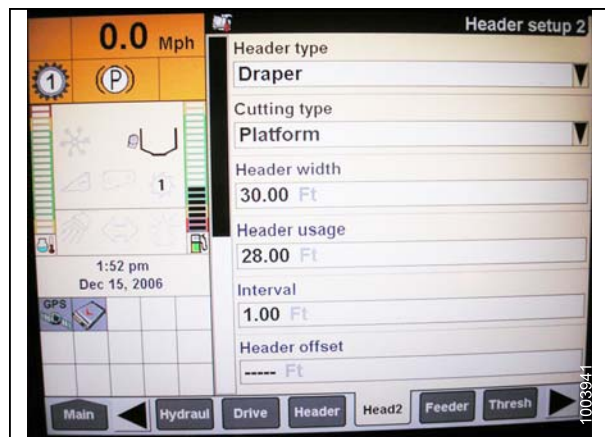 Header setup 2
0.0 Mph
1
(P)
1
1:52 pm
Dec 15, 2006
GPS
Header type
Draper
Cutting type
Platform
Header width
30.00 Ft
Header usage
28.00 Ft
Interval
1.00 Ft
Header offset
----- Ft
Main
Hydraul
Drive
Header
Head2
Feeder
Thresh
1003941